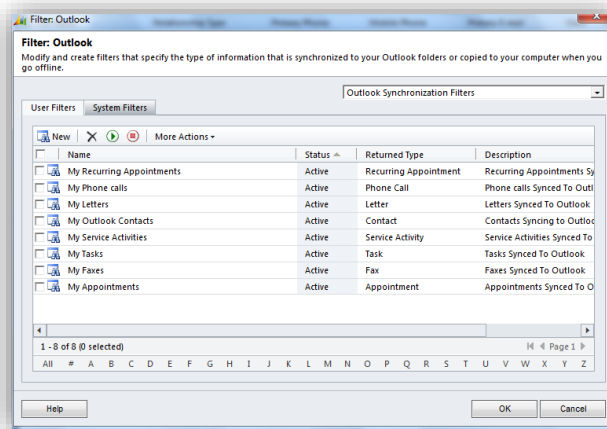 Filter: Outlook
Filter: Outlook
Modify and create filters that specify the type of information that is synchronized to your Outlook folders or copied to your computer when you
go offline.
Outlook Synchronization Filters
User Filters System Filters
New More Actions
Name Status Returned Type Description
My Recurring Appointments Active Recurring Appointment Recurring Appointments Sy
My Phone calls Active Phone Call Phone calls Synced To Outl
My Letters Active Letter Letters Synced To Outlook
My Outlook Contacts Active Contact Contacts Syncing to Outloo
My Service Activities Active Service Activity Service Activities Synced To
My Tasks Active Task Tasks Synced To Outlook
My Faxes Active Fax Faxes Synced To Outlook
My Appointments Active Appointment Appointments Synced To O
1 - 8 of 8 (0 selected) Page 1
All # A B C D E F G H I J K L M N O P Q R S T U V W X Y Z
Help OK Cancel